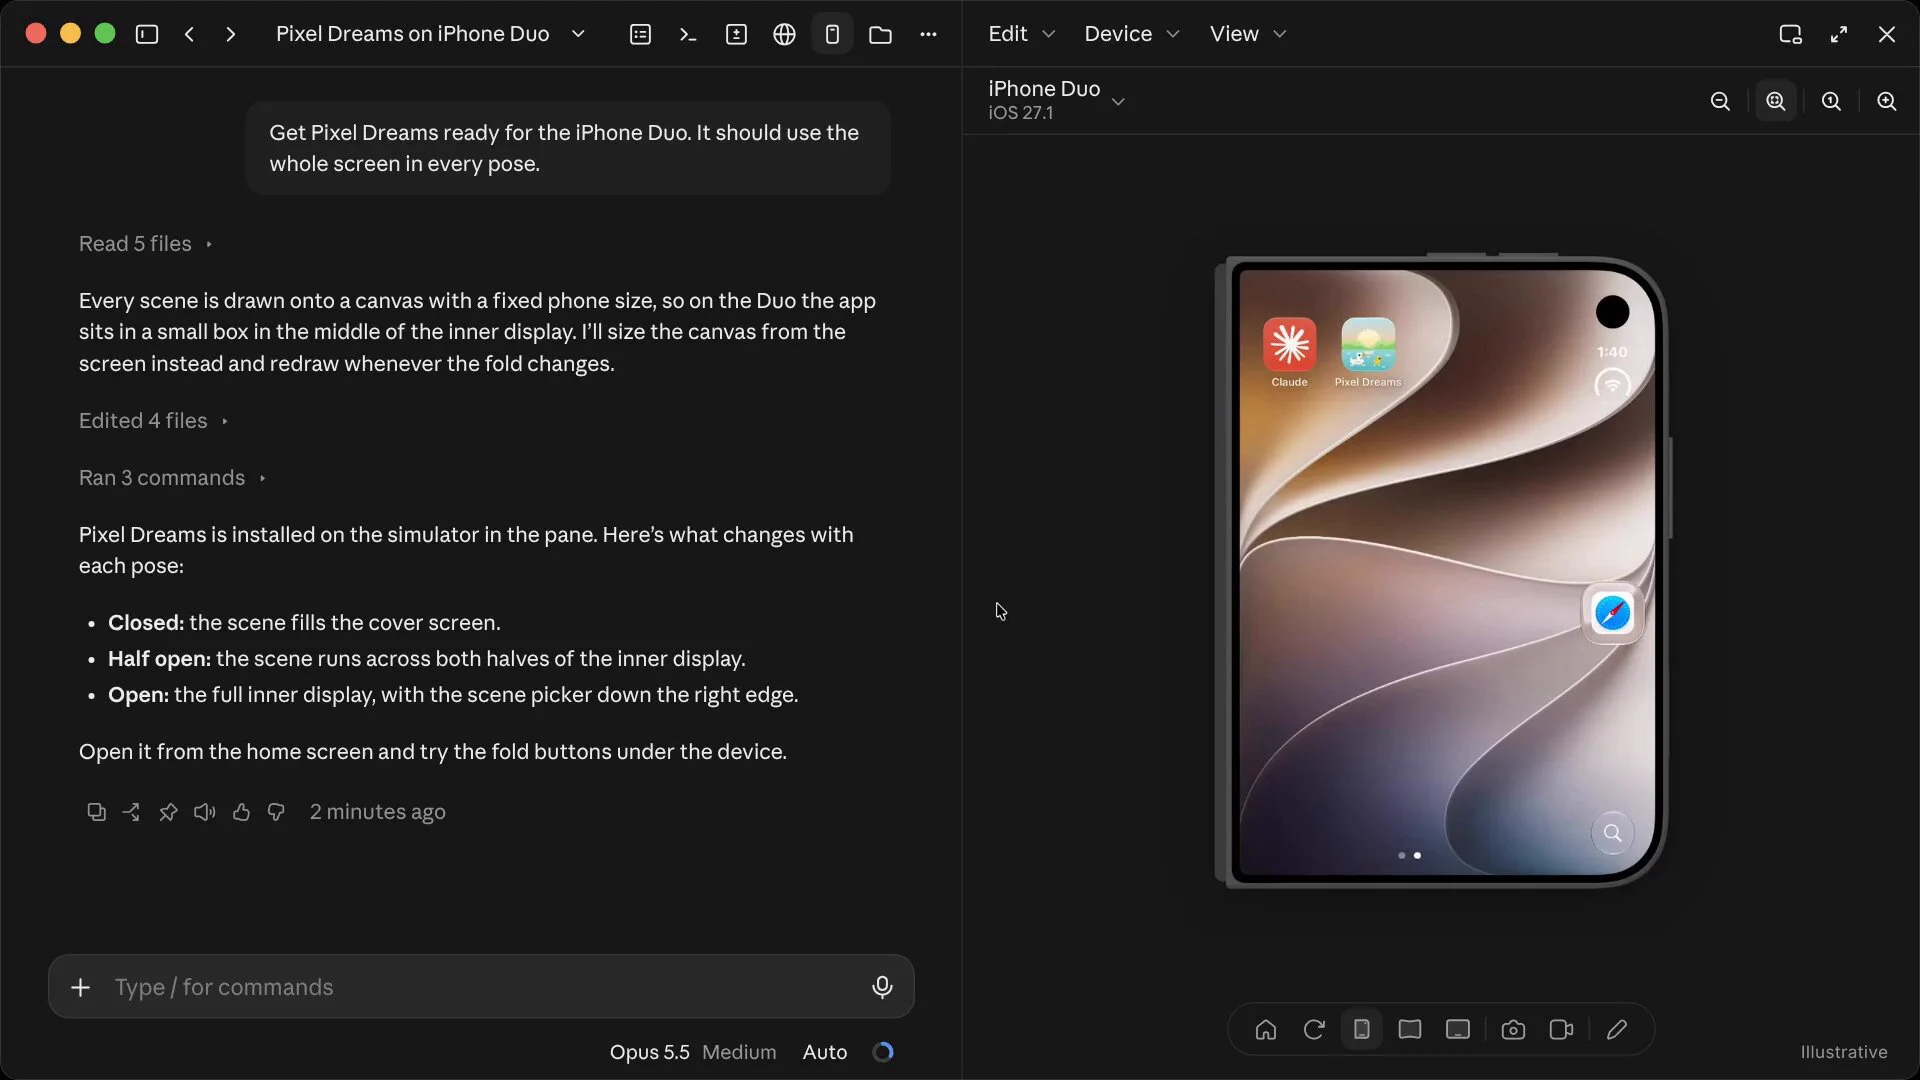 Pixel Dreams on iPhone Duo
Edit
Device
View
iPhone Duo
iOS 27.1
Get Pixel Dreams ready for the iPhone Duo. It should use the
whole screen in every pose.
Read 5 files
Every scene is drawn onto a canvas with a fixed phone size, so on the Duo the app
sits in a small box in the middle of the inner display. I’ll size the canvas from the
screen instead and redraw whenever the fold changes.
Edited 4 files
Ran 3 commands
Pixel Dreams is installed on the simulator in the pane. Here’s what changes with
each pose:
• Closed: the scene fills the cover screen.
• Half open: the scene runs across both halves of the inner display.
• Open: the full inner display, with the scene picker down the right edge.
Open it from the home screen and try the fold buttons under the device.
2 minutes ago
Type / for commands
Opus 5.5 Medium Auto
1:40
Claude
Pixel Dreams
Illustrative